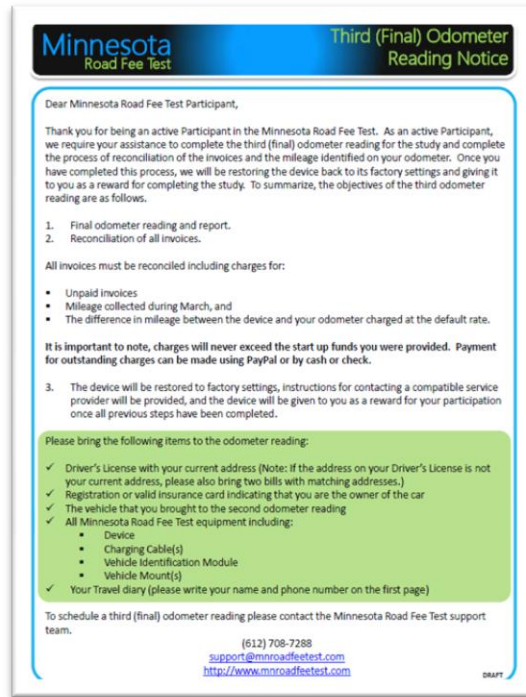 Minnesota
Road Fee Test
Third (Final) Odometer
Reading Notice
Dear Minnesota Road Fee Test Participant,
Thank you for being an active Participant in the Minnesota Road Fee Test. As an active Participant,
we require your assistance to complete the third (final) odometer reading for the study and complete
the process of reconciliation of the invoices and the mileage identified on your odometer. Once you
have completed this process, we will be restoring the device back to its factory settings and giving it
to you as a reward for completing the study. To summarize, the objectives of the third odometer
reading are as follows.
1. Final odometer reading and report.
2. Reconciliation of all invoices.
All invoices must be reconciled including charges for:
▪ Unpaid invoices
▪ Mileage collected during March, and
▪ The difference in mileage between the device and your odometer charged at the default rate.
It is important to note, charges will never exceed the start up funds you were provided. Payment
for outstanding charges can be made using PayPal or by cash or check.
3. The device will be restored to factory settings, instructions for contacting a compatible service
provider will be provided, and the device will be given to you as a reward for your participation
once all previous steps have been completed.
Please bring the following items to the odometer reading:
✓ Driver's License with your current address (Note: If the address on your Driver's License is not
your current address, please also bring two bills with matching addresses.)
✓ Registration or valid insurance card indicating that you are the owner of the car
✓ The vehicle that you brought to the second odometer reading
✓ All Minnesota Road Fee Test equipment including:
▪ Device
▪ Charging Cable(s)
▪ Vehicle Identification Module
▪ Vehicle Mount(s)
✓ Your Travel diary (please write your name and phone number on the first page)
To schedule a third (final) odometer reading please contact the Minnesota Road Fee Test support
team.
(612) 708-7288
support@mnroadfeetest.com
http://www.mnroadfeetest.com
DRAFT